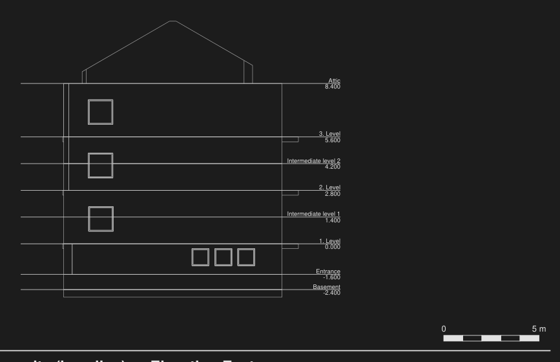 Attic
8.400
3. Level
5.600
Intermediate level 2
4.200
2. Level
2.800
Intermediate level 1
1.400
1. Level
0.000
Entrance
-1.600
Basement
-2.400
0 5 m